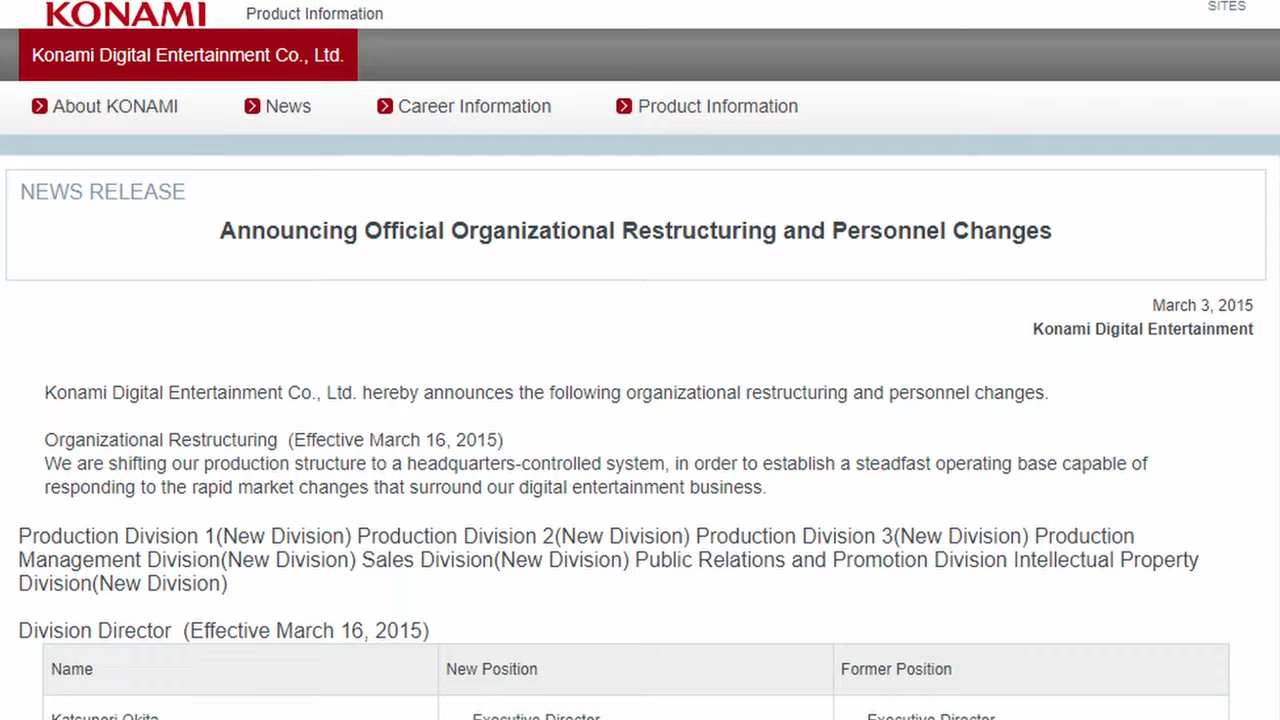 KONAMI Product Information SITES
Konami Digital Entertainment Co., Ltd.
About KONAMI News Career Information Product Information
NEWS RELEASE
Announcing Official Organizational Restructuring and Personnel Changes
March 3, 2015
Konami Digital Entertainment
Konami Digital Entertainment Co., Ltd. hereby announces the following organizational restructuring and personnel changes.
Organizational Restructuring (Effective March 16, 2015)
We are shifting our production structure to a headquarters-controlled system, in order to establish a steadfast operating base capable of
responding to the rapid market changes that surround our digital entertainment business.
Production Division 1(New Division) Production Division 2(New Division) Production Division 3(New Division) Production
Management Division(New Division) Sales Division(New Division) Public Relations and Promotion Division Intellectual Property
Division(New Division)
Division Director (Effective March 16, 2015)
Name New Position Former Position
Katsunori Okita Executive Director Executive Director